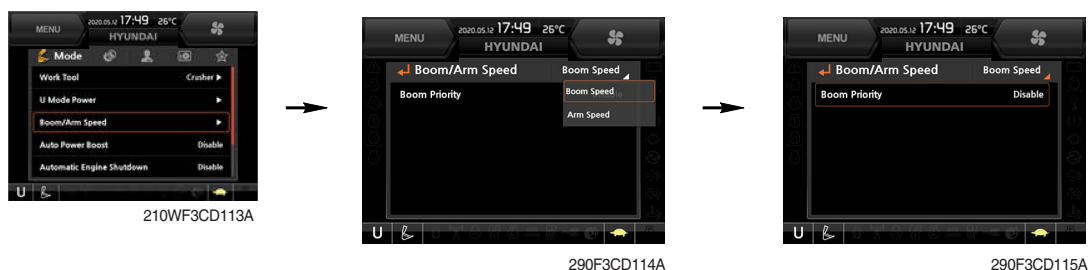 MENU
2020.05.12 17:49 26°C
HYUNDAI
Mode
Work Tool Crusher ▶
U Mode Power ▶
Boom/Arm Speed ▶
Auto Power Boost Disable
Automatic Engine Shutdown Disable
U
210WF3CD113A
MENU
2020.05.12 17:49 26°C
HYUNDAI
Boom/Arm Speed Boom Speed
Boom Priority
Boom Speed
Arm Speed
U
290F3CD114A
MENU
2020.05.12 17:49 26°C
HYUNDAI
Boom/Arm Speed Boom Speed
Boom Priority Disable
U
290F3CD115A